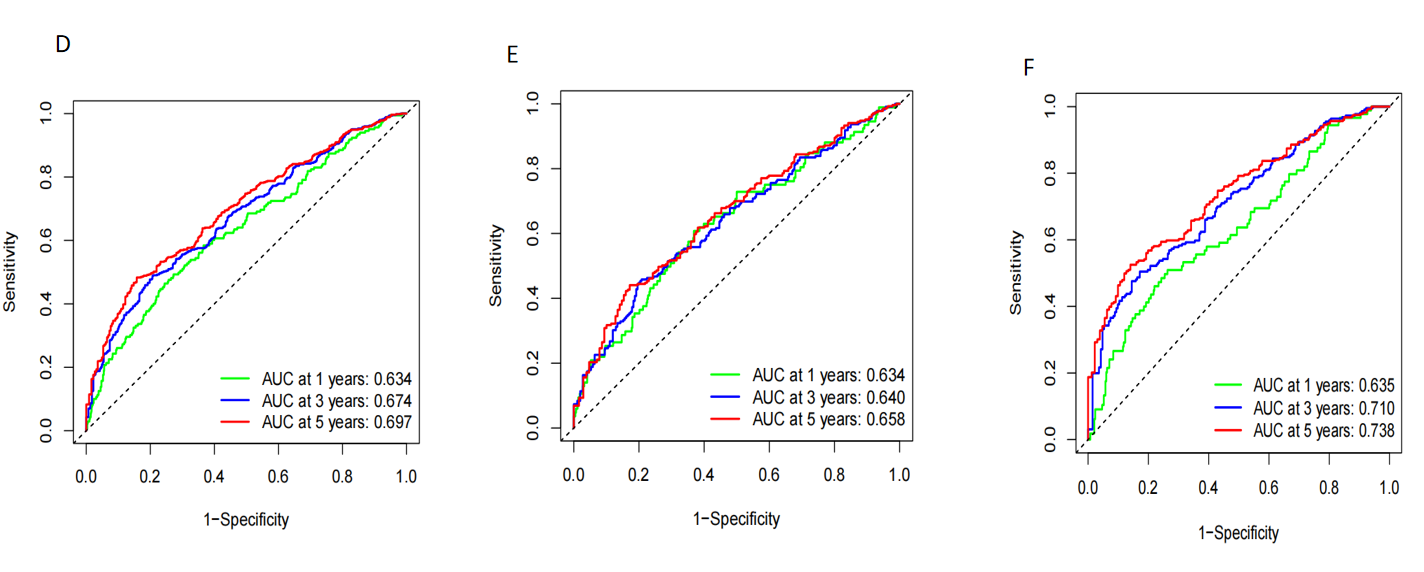 D
1.0
0.8
0.6
0.4
0.2
0.0
Sensitivity
AUC at 1 years: 0.634
AUC at 3 years: 0.674
AUC at 5 years: 0.697
0.0 0.2 0.4 0.6 0.8 1.0
1−Specificity
E
1.0
0.8
0.6
0.4
0.2
0.0
Sensitivity
AUC at 1 years: 0.634
AUC at 3 years: 0.640
AUC at 5 years: 0.658
0.0 0.2 0.4 0.6 0.8 1.0
1−Specificity
F
1.0
0.8
0.6
0.4
0.2
0.0
Sensitivity
AUC at 1 years: 0.635
AUC at 3 years: 0.710
AUC at 5 years: 0.738
0.0 0.2 0.4 0.6 0.8 1.0
1−Specificity